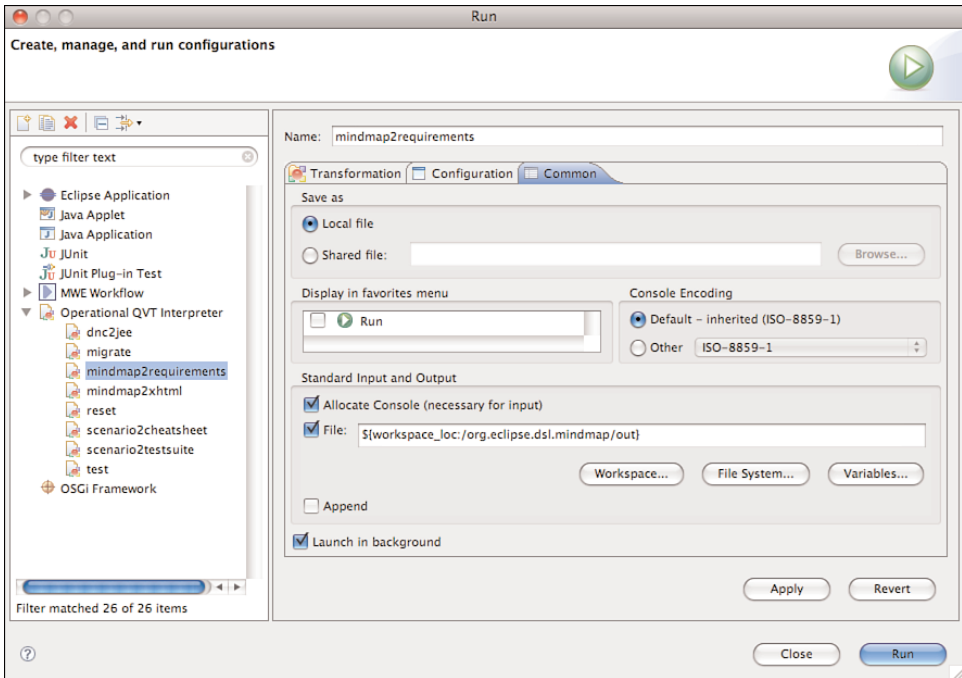 Run
Create, manage, and run configurations
type filter text
Eclipse Application
Java Applet
Java Application
JUnit
JUnit Plug-in Test
MWE Workflow
Operational QVT Interpreter
dnc2jee
migrate
mindmap2requirements
mindmap2xhtml
reset
scenario2cheatsheet
scenario2testsuite
test
OSGi Framework
Filter matched 26 of 26 items
Name: mindmap2requirements
Transformation Configuration Common
Save as
Local file
Shared file: Browse...
Display in favorites menu
Run
Console Encoding
Default - inherited (ISO-8859-1)
Other ISO-8859-1
Standard Input and Output
Allocate Console (necessary for input)
File: ${workspace_loc:/org.eclipse.dsl.mindmap/out}
Workspace... File System... Variables...
Append
Launch in background
Apply Revert
? Close Run